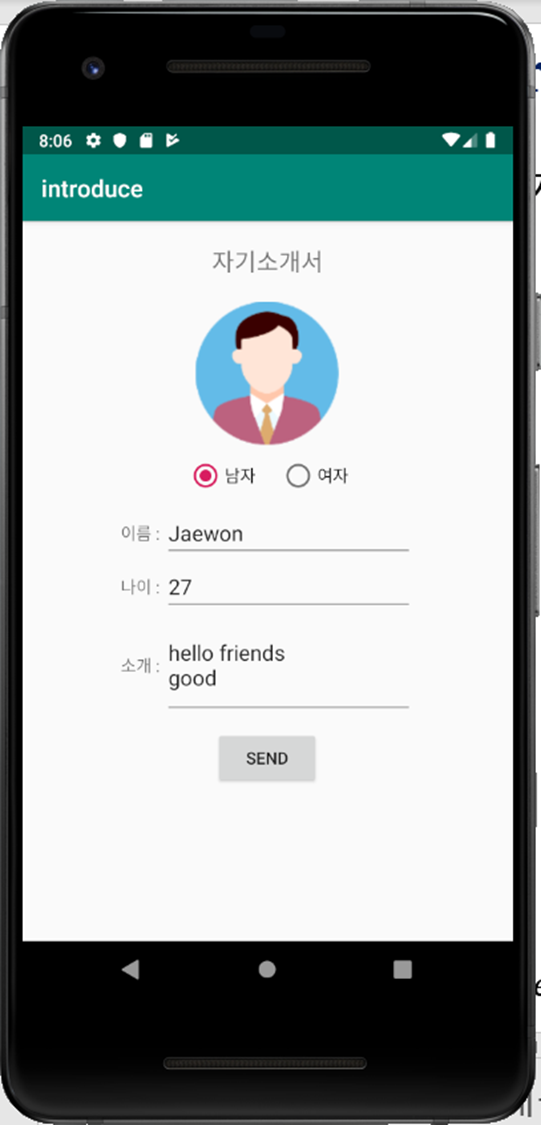 8:06
introduce
자기소개서
남자 여자
이름 : Jaewon
나이 : 27
소개 : hello friends
good
SEND